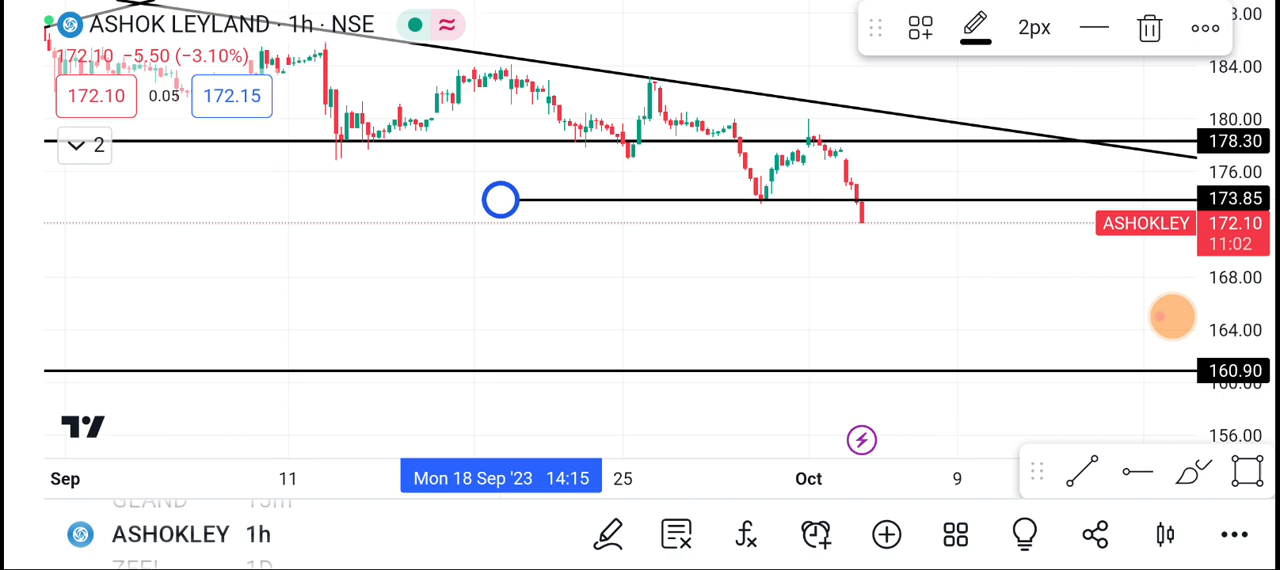 ASHOK LEYLAND · 1h · NSE
2px
172.10 −5.50 (−3.10%)
172.10 0.05 172.15
2
184.00
180.00
178.30
176.00
173.85
ASHOKLEY 172.10
11:02
168.00
164.00
160.90
156.00
Sep 11 Mon 18 Sep '23 14:15 25 Oct 9
ASHOKLEY 1h